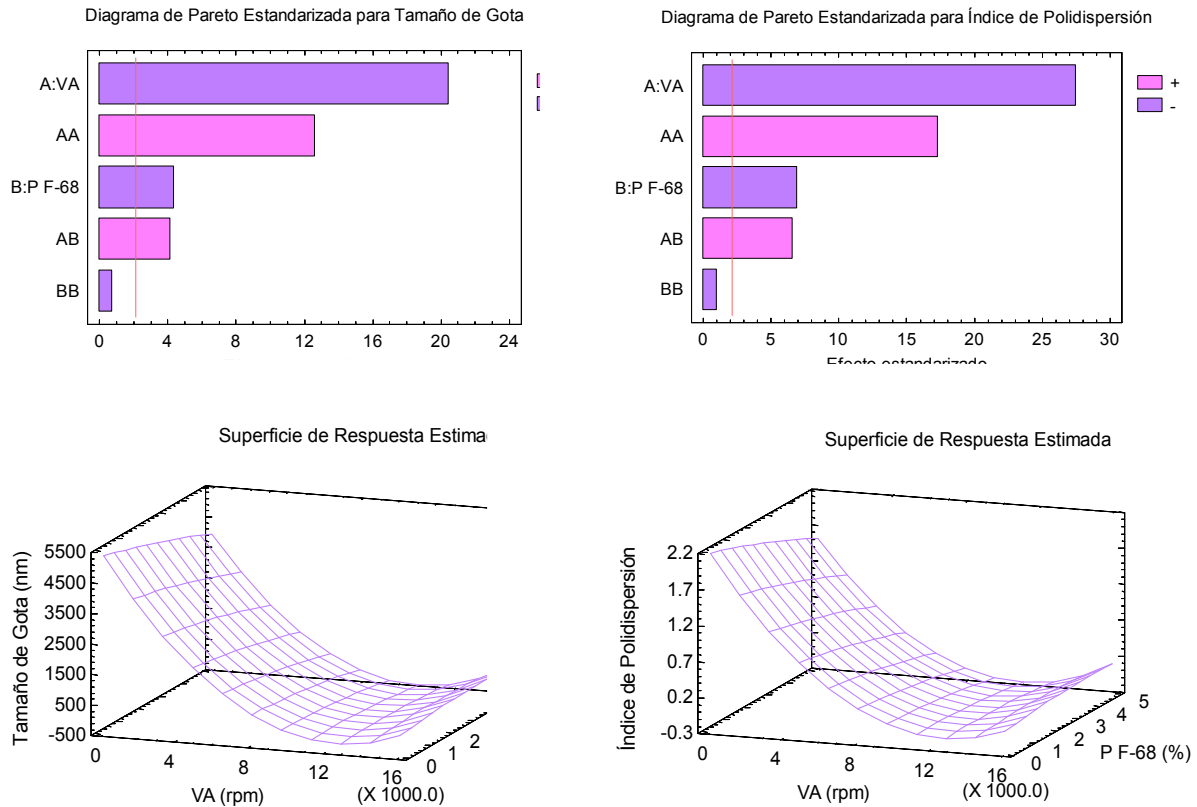 Diagrama de Pareto Estandarizada para Tamaño de Gota
A:VA
AA
B:P F-68
AB
BB
0 4 8 12 16 20 24
Diagrama de Pareto Estandarizada para Índice de Polidispersión
A:VA
AA
B:P F-68
AB
BB
0 5 10 15 20 25 30
Efecto estandarizado
+
-
Superficie de Respuesta Estima
Tamaño de Gota (nm)
5500
4500
3500
2500
1500
500
-500
0 4 8 12 16
VA (rpm)
(X 1000.0)
0 1 2
Superficie de Respuesta Estimada
Índice de Polidispersión
2.2
1.7
1.2
0.7
0.2
-0.3
0 4 8 12 16
VA (rpm)
(X 1000.0)
0 1 2 3 4 5
P F-68 (%)